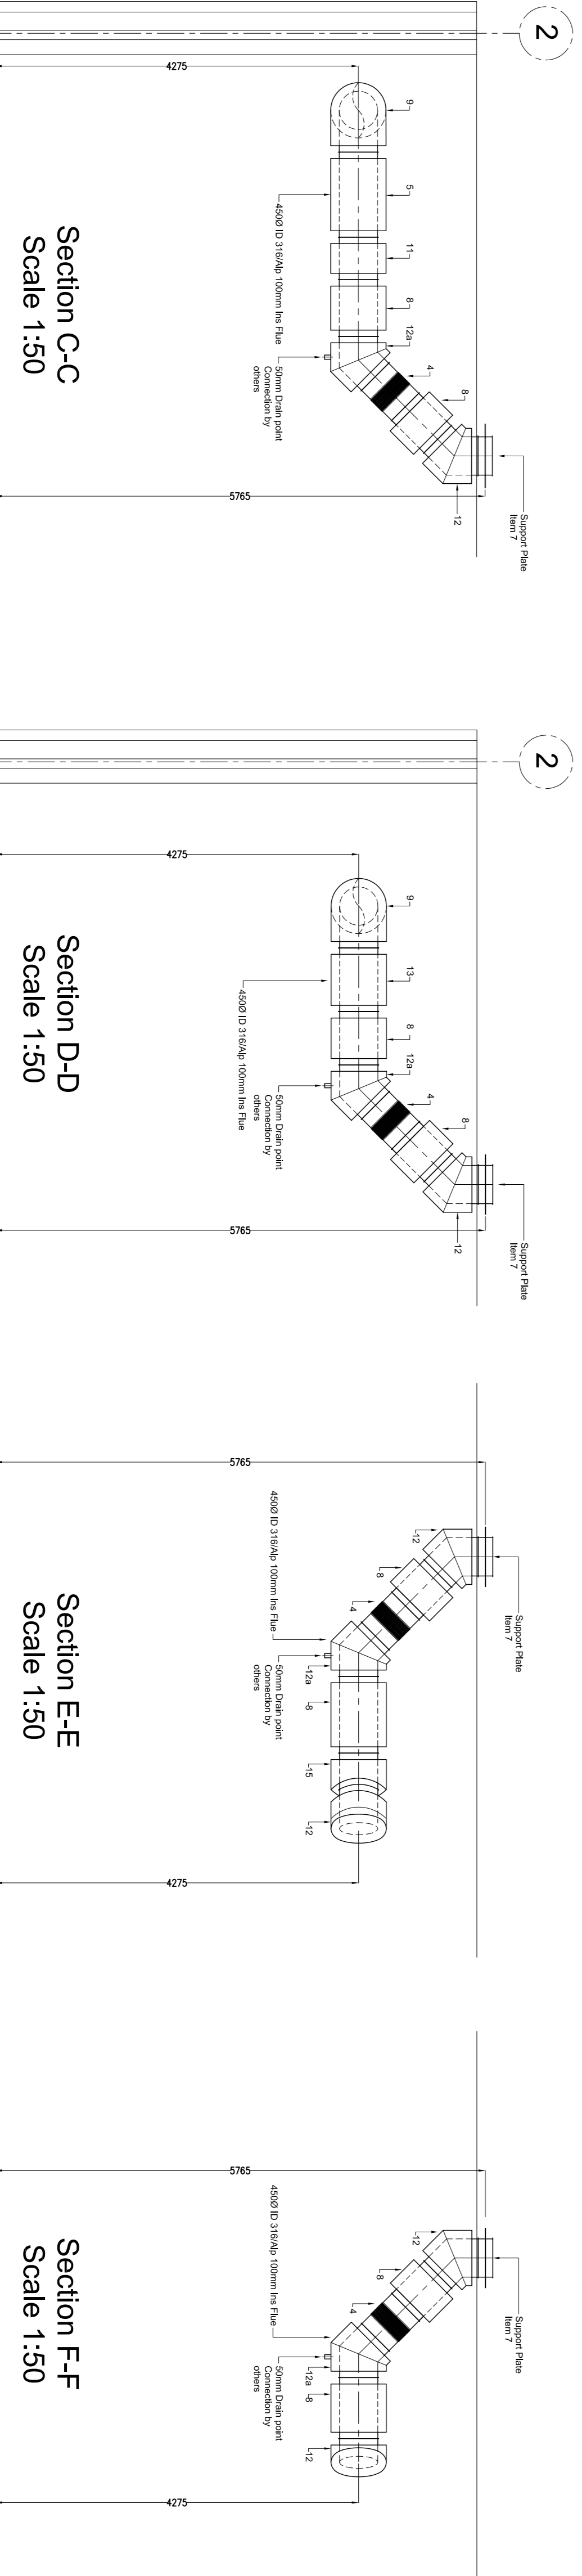 2
4275
9
5
11
8
12a
4
8
Support Plate
Item 7
12
450Ø ID 316/Alp 100mm Ins Flue
50mm Drain point
Connection by
others
5765
Section C-C
Scale 1:50
2
4275
9
13
8
12a
4
8
Support Plate
Item 7
12
450Ø ID 316/Alp 100mm Ins Flue
50mm Drain point
Connection by
others
5765
Section D-D
Scale 1:50
5765
Support Plate
Item 7
12
8
4
450Ø ID 316/Alp 100mm Ins Flue
12a
8
15
12
50mm Drain point
Connection by
others
4275
Section E-E
Scale 1:50
5765
Support Plate
Item 7
12
8
4
450Ø ID 316/Alp 100mm Ins Flue
12a
8
12
50mm Drain point
Connection by
others
4275
Section F-F
Scale 1:50